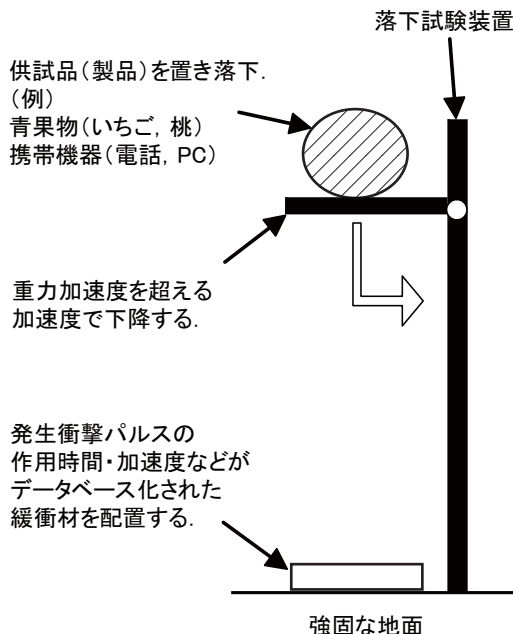 落下試験装置
供試品(製品)を置き落下.
(例)
青果物(いちご, 桃)
携帯機器(電話, PC)
重力加速度を超える
加速度で下降する.
発生衝撃パルスの
作用時間・加速度などが
データベース化された
緩衝材を配置する.
強固な地面